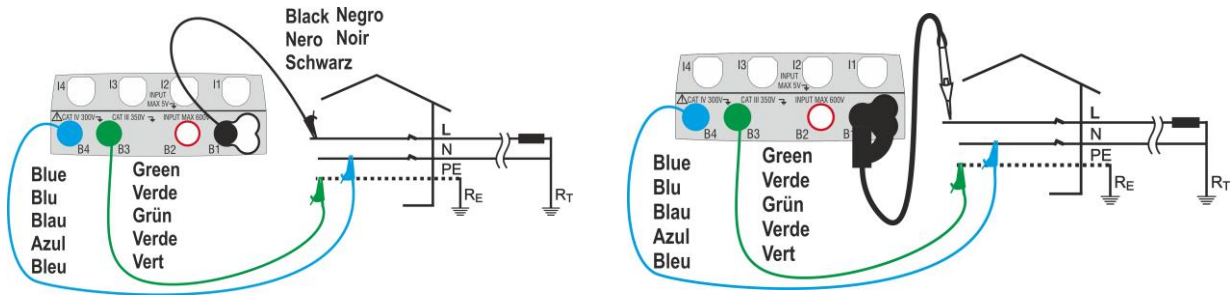 Black Negro
Nero Noir
Schwarz
I4 I3 I2 I1
INPUT
MAX 5V
CAT IV 300V CAT III 350V INPUT MAX 600V
B4 B3 B2 B1
L
N
PE
RE
RT
Blue
Blu
Blau
Azul
Bleu
Green
Verde
Grün
Verde
Vert
I4 I3 I2 I1
INPUT
MAX 5V
CAT IV 300V CAT III 350V INPUT MAX 600V
B4 B3 B2 B1
L
N
PE
RE
RT
Blue
Blu
Blau
Azul
Bleu
Green
Verde
Grün
Verde
Vert